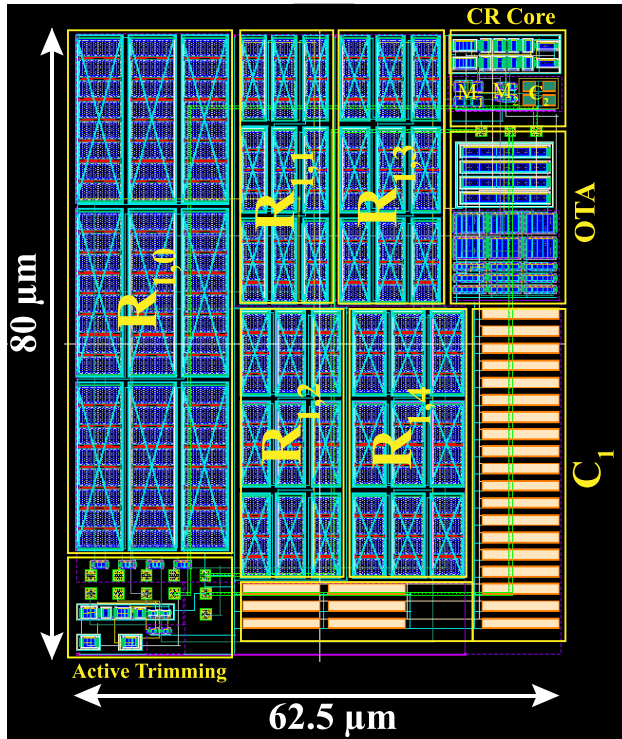 CR Core
M1 M2 C2
R1,1
R1,3
OTA
R1,0
80 µm
R1,2
R1,4
C1
Active Trimming
62.5 µm